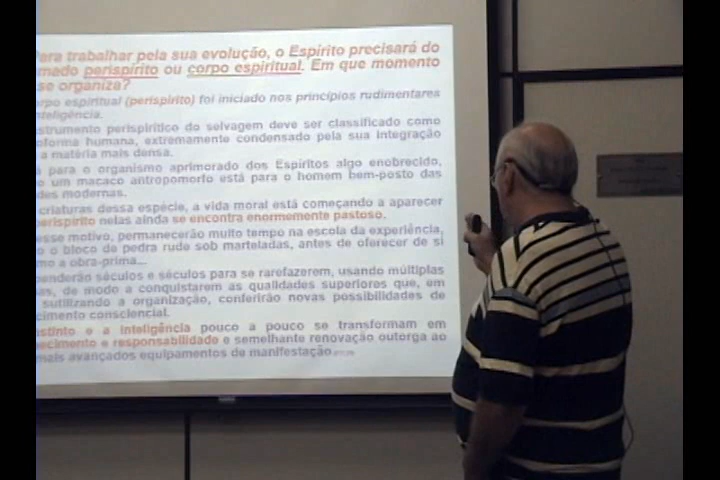 Para trabalhar pela sua evolução, o Espírito precisará do
mado perispírito ou corpo espiritual. Em que momento
se organiza?
rpo espiritual (perispírito) foi iniciado nos princípios rudimentares
nteligência.
strumento perispirítico do selvagem deve ser classificado como
oforma humana, extremamente condensado pela sua integração
a matéria mais densa.
para o organismo aprimorado dos Espíritos algo enobrecido,
o um macaco antropomorfo está para o homem bem-posto das
des modernas.
criaturas dessa espécie, a vida moral está começando a aparecer
perispírito nelas ainda se encontra enormemente pastoso.
esse motivo, permanecerão muito tempo na escola da experiência,
o o bloco de pedra rude sob marteladas, antes de oferecer de si
mo a obra-prima...
penderão séculos e séculos para se rarefazerem, usando múltiplas
as, de modo a conquistarem as qualidades superiores que, em
sutilizando a organização, conferirão novas possibilidades de
cimento consciencial.
stinto e a inteligência pouco a pouco se transformam em
ecimento e responsabilidade e semelhante renovação outorga ao
mais avançados equipamentos de manifestação